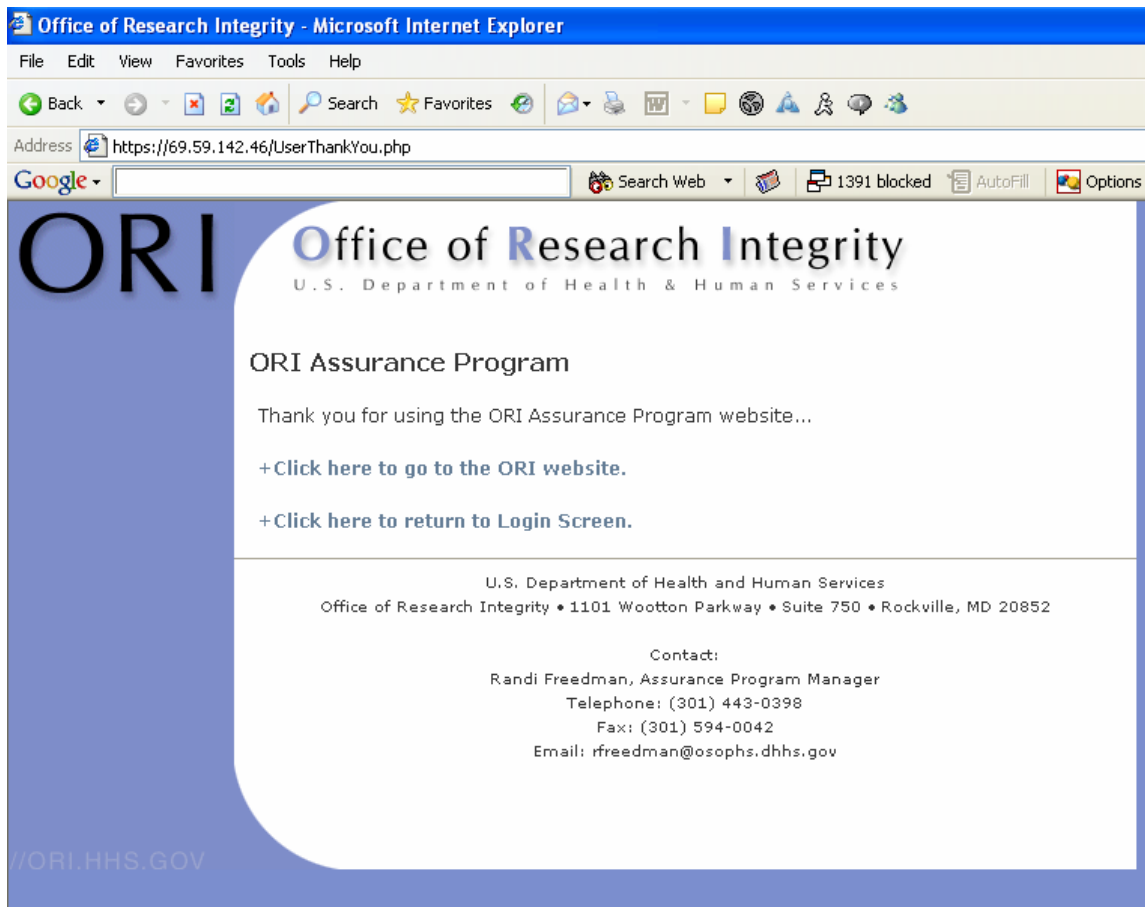 Office of Research Integrity - Microsoft Internet Explorer
File Edit View Favorites Tools Help
Back Search Favorites
Address https://69.59.142.46/UserThankYou.php
Google Search Web 1391 blocked AutoFill Options
ORI
Office of Research Integrity
U.S. Department of Health & Human Services
ORI Assurance Program
Thank you for using the ORI Assurance Program website...
+Click here to go to the ORI website.
+Click here to return to Login Screen.
U.S. Department of Health and Human Services
Office of Research Integrity • 1101 Wootton Parkway • Suite 750 • Rockville, MD 20852
Contact:
Randi Freedman, Assurance Program Manager
Telephone: (301) 443-0398
Fax: (301) 594-0042
Email: rfreedman@osophs.dhhs.gov
//ORI.HHS.GOV